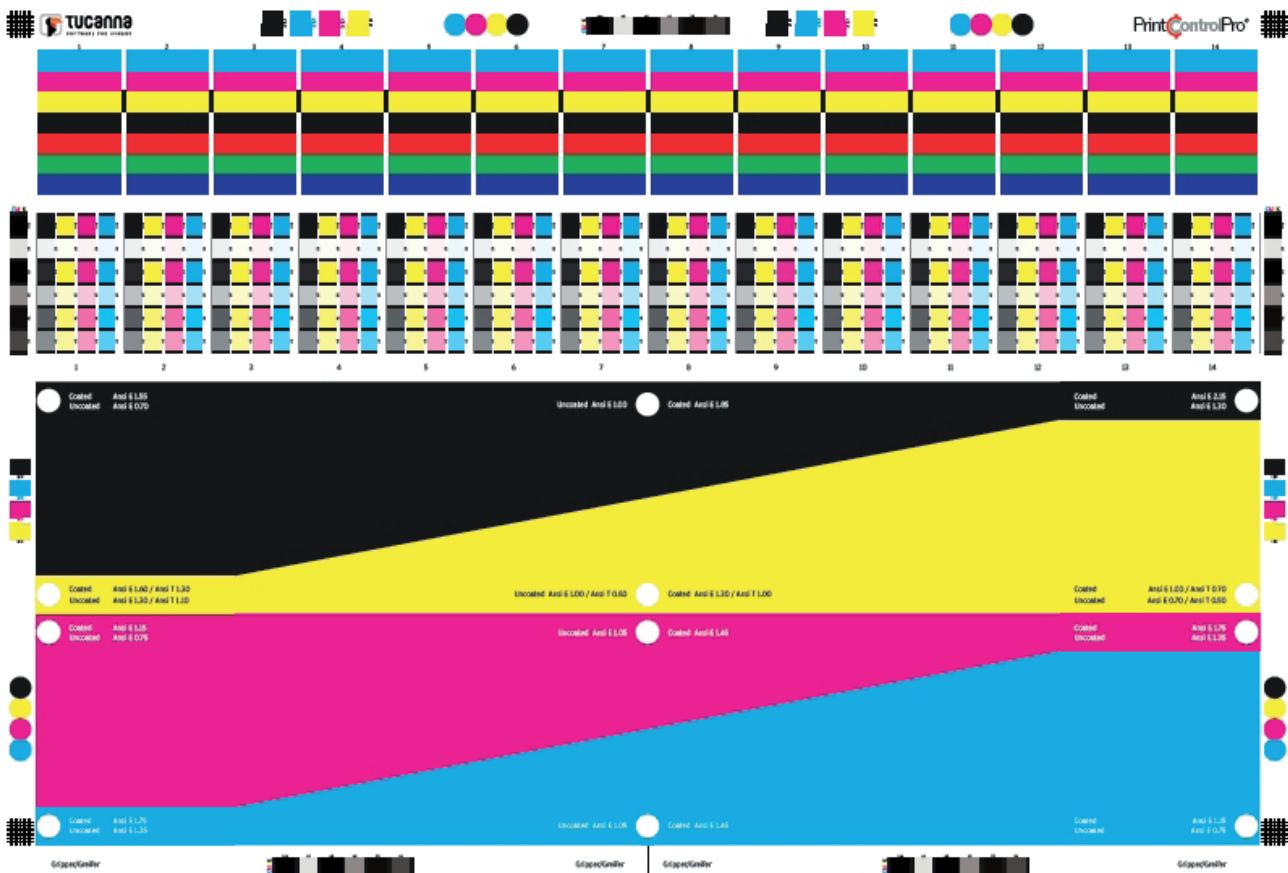 TUCANNA
SOFTWARE FOR CHANGE
PrintControlPro®
1 2 3 4 5 6 7 8 9 10 11 12 13 14
1 2 3 4 5 6 7 8 9 10 11 12 13 14
Coated Ansi E 1.55
Uncoated Ansi E 0.70
Uncoated Ansi E 1.00
Coated Ansi E 1.85
Coated Ansi E 2.15
Uncoated Ansi E 1.30
Coated Ansi E 1.60 / Ansi T 1.30
Uncoated Ansi E 1.30 / Ansi T 1.10
Uncoated Ansi E 1.00 / Ansi T 0.80
Coated Ansi E 1.30 / Ansi T 1.00
Coated Ansi E 1.00 / Ansi T 0.70
Uncoated Ansi E 0.70 / Ansi T 0.50
Coated Ansi E 1.15
Uncoated Ansi E 0.75
Uncoated Ansi E 1.05
Coated Ansi E 1.45
Coated Ansi E 1.75
Uncoated Ansi E 1.35
Coated Ansi E 1.75
Uncoated Ansi E 1.35
Uncoated Ansi E 1.05
Coated Ansi E 1.45
Coated Ansi E 1.15
Uncoated Ansi E 0.75
Gripper/Greifer
Gripper/Greifer
Gripper/Greifer
Gripper/Greifer